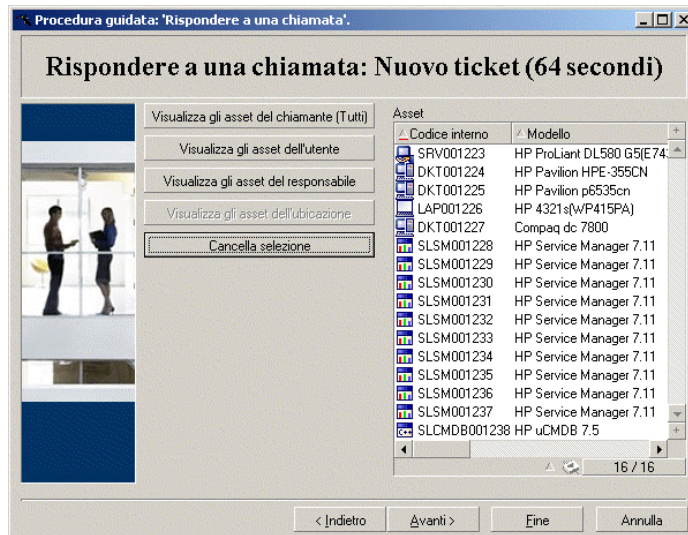 Procedura guidata: 'Rispondere a una chiamata'.
Rispondere a una chiamata: Nuovo ticket (64 secondi)
Visualizza gli asset del chiamante (Tutti)
Visualizza gli asset dell'utente
Visualizza gli asset del responsabile
Visualizza gli asset dell'ubicazione
Cancella selezione
Asset
Codice interno Modello
SRV001223 HP ProLiant DL580 G5(E74
DKT001224 HP Pavilion HPE-355CN
DKT001225 HP Pavilion p6535cn
LAP001226 HP 4321s(WP415PA)
DKT001227 Compaq dc 7800
SLSM001228 HP Service Manager 7.11
SLSM001229 HP Service Manager 7.11
SLSM001230 HP Service Manager 7.11
SLSM001231 HP Service Manager 7.11
SLSM001232 HP Service Manager 7.11
SLSM001233 HP Service Manager 7.11
SLSM001234 HP Service Manager 7.11
SLSM001235 HP Service Manager 7.11
SLSM001236 HP Service Manager 7.11
SLSM001237 HP Service Manager 7.11
SLCMDB001238 HP uCMDB 7.5
16 / 16
< Indietro Avanti > Fine Annulla